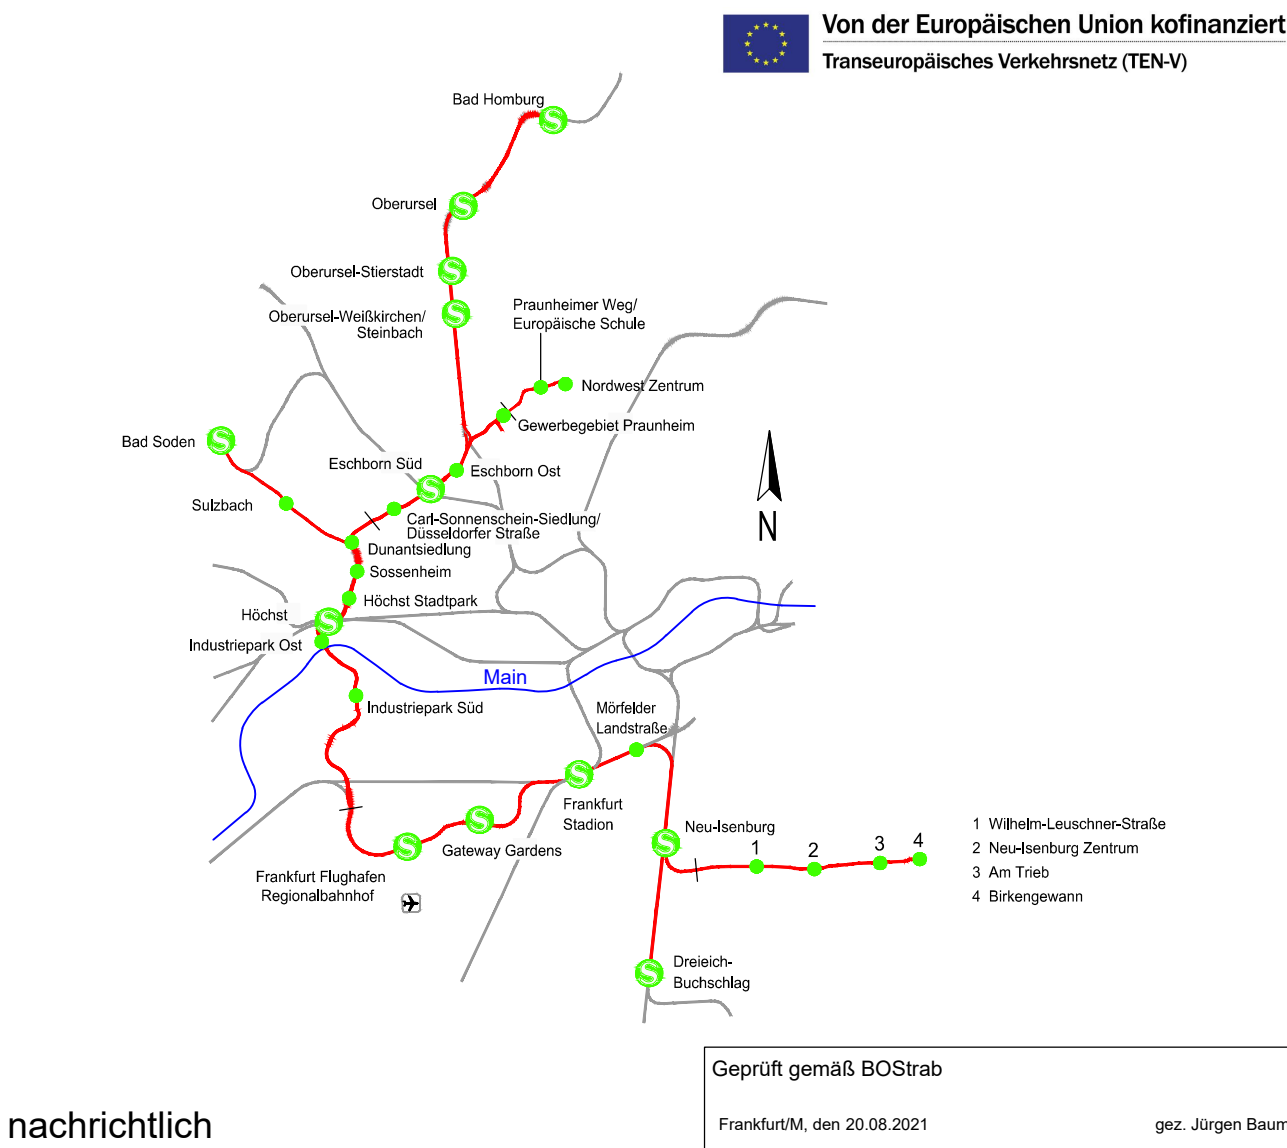 Von der Europäischen Union kofinanziert
Transeuropäisches Verkehrsnetz (TEN-V)
Bad Homburg
Oberursel
Oberursel-Stierstadt
Oberursel-Weißkirchen/
Steinbach
Praunheimer Weg/
Europäische Schule
Nordwest Zentrum
Gewerbegebiet Praunheim
Bad Soden
Eschborn Süd
Eschborn Ost
Sulzbach
Carl-Sonnenschein-Siedlung/
Düsseldorfer Straße
Dunantsiedlung
Sossenheim
Höchst Stadtpark
Höchst
Industriepark Ost
Main
Industriepark Süd
Mörfelder
Landstraße
N
Frankfurt
Stadion
Gateway Gardens
Frankfurt Flughafen
Regionalbahnhof
Neu-Isenburg
1
2
3
4
1 Wilhelm-Leuschner-Straße
2 Neu-Isenburg Zentrum
3 Am Trieb
4 Birkengewann
Dreieich-
Buchschlag
S
S
S
S
S
S
S
S
S
S
S
S
Geprüft gemäß BOStrab
Frankfurt/M, den 20.08.2021 gez. Jürgen Baum
nachrichtlich